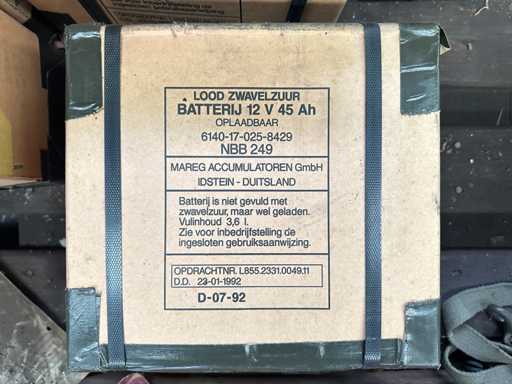 LOOD ZWAVELZUUR
BATTERIJ 12 V 45 Ah
OPLAADBAAR
6140-17-025-8429
NBB 249
MAREG ACCUMULATOREN GmbH
IDSTEIN - DUITSLAND
Batterij is niet gevuld met
zwavelzuur, maar wel geladen.
Vulinhoud 3,6 l.
Zie voor inbedrijfstelling de
ingesloten gebruiksaanwijzing.
OPDRACHTNR. L855.2331.0049.11
D.D. 23-01-1992
D-07-92